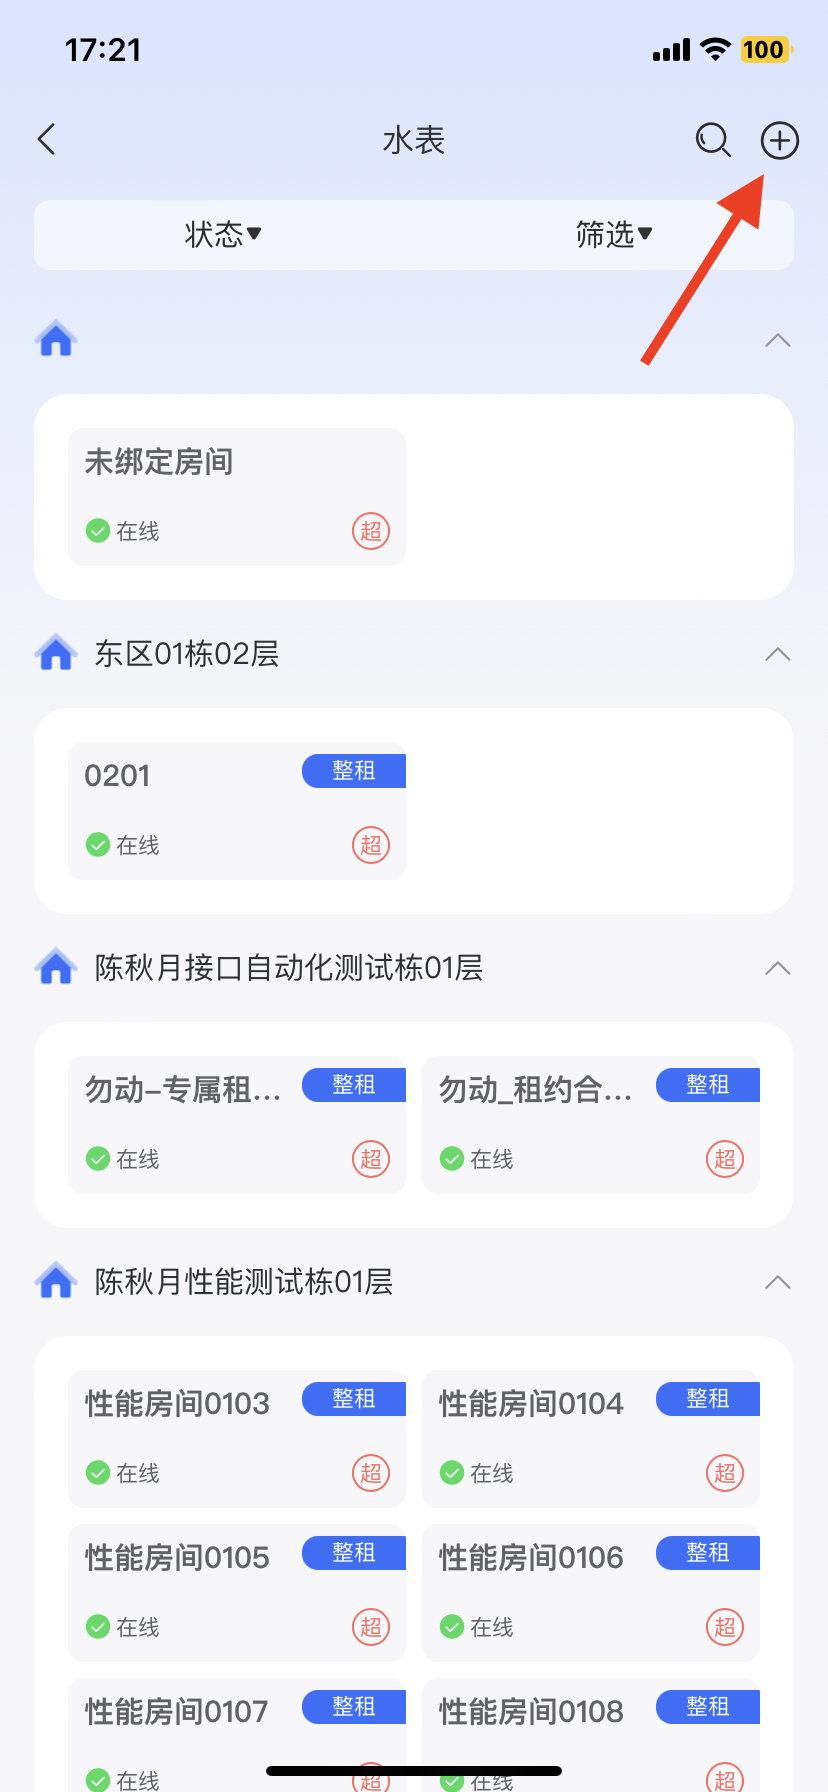 17:21
100
水表
状态▾ 筛选▾
未绑定房间
在线 超
东区01栋02层
0201 整租
在线 超
陈秋月接口自动化测试栋01层
勿动-专属租... 整租
在线 超
勿动_租约合... 整租
在线 超
陈秋月性能测试栋01层
性能房间0103 整租
在线 超
性能房间0104 整租
在线 超
性能房间0105 整租
在线 超
性能房间0106 整租
在线 超
性能房间0107 整租
在线 超
性能房间0108 整租
在线 超